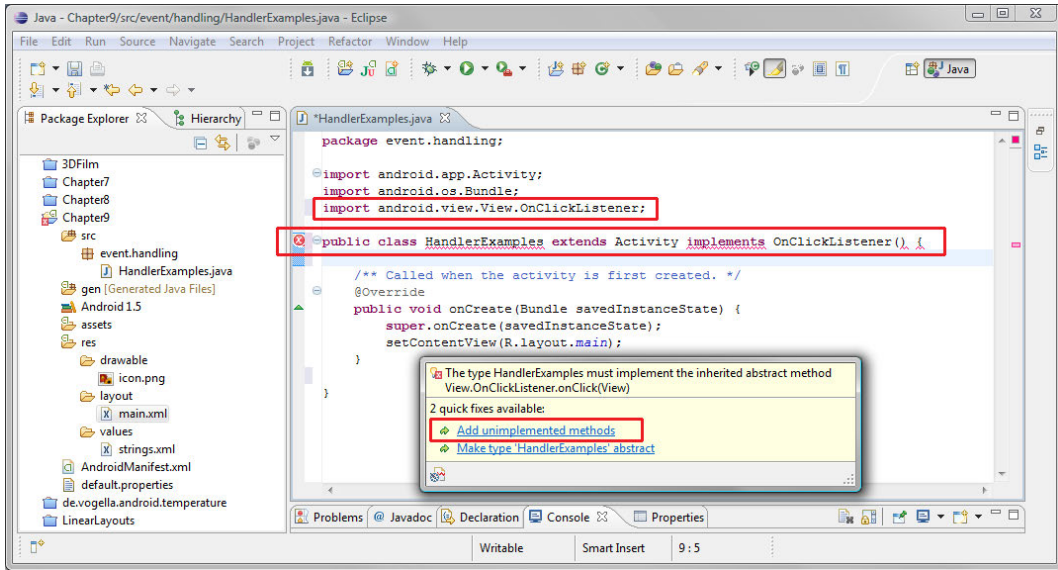 Java - Chapter9/src/event/handling/HandlerExamples.java - Eclipse
File Edit Run Source Navigate Search Project Refactor Window Help
Java
Package Explorer Hierarchy
*HandlerExamples.java
3DFilm
Chapter7
Chapter8
Chapter9
src
event.handling
HandlerExamples.java
gen [Generated Java Files]
Android 1.5
assets
res
drawable
icon.png
layout
main.xml
values
strings.xml
AndroidManifest.xml
default.properties
de.vogella.android.temperature
LinearLayouts
package event.handling;
import android.app.Activity;
import android.os.Bundle;
import android.view.View.OnClickListener;
public class HandlerExamples extends Activity implements OnClickListener() {
/** Called when the activity is first created. */
@Override
public void onCreate(Bundle savedInstanceState) {
super.onCreate(savedInstanceState);
setContentView(R.layout.main);
}
}
The type HandlerExamples must implement the inherited abstract method
View.OnClickListener.onClick(View)
2 quick fixes available:
Add unimplemented methods
Make type 'HandlerExamples' abstract
Problems @ Javadoc Declaration Console Properties
Writable Smart Insert 9 : 5